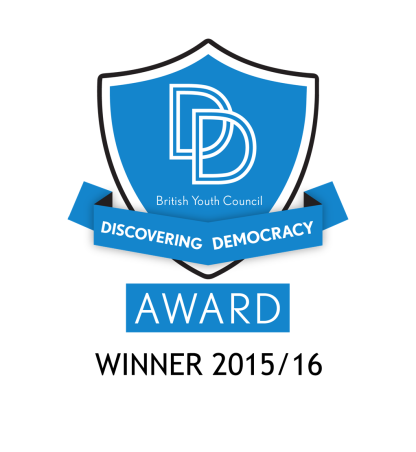 DD
British Youth Council
DISCOVERING DEMOCRACY
AWARD
WINNER 2015/16